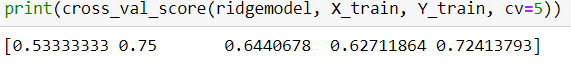 print(cross_val_score(ridgemodel, X_train, Y_train, cv=5))
[0.53333333 0.75       0.6440678  0.62711864 0.72413793]